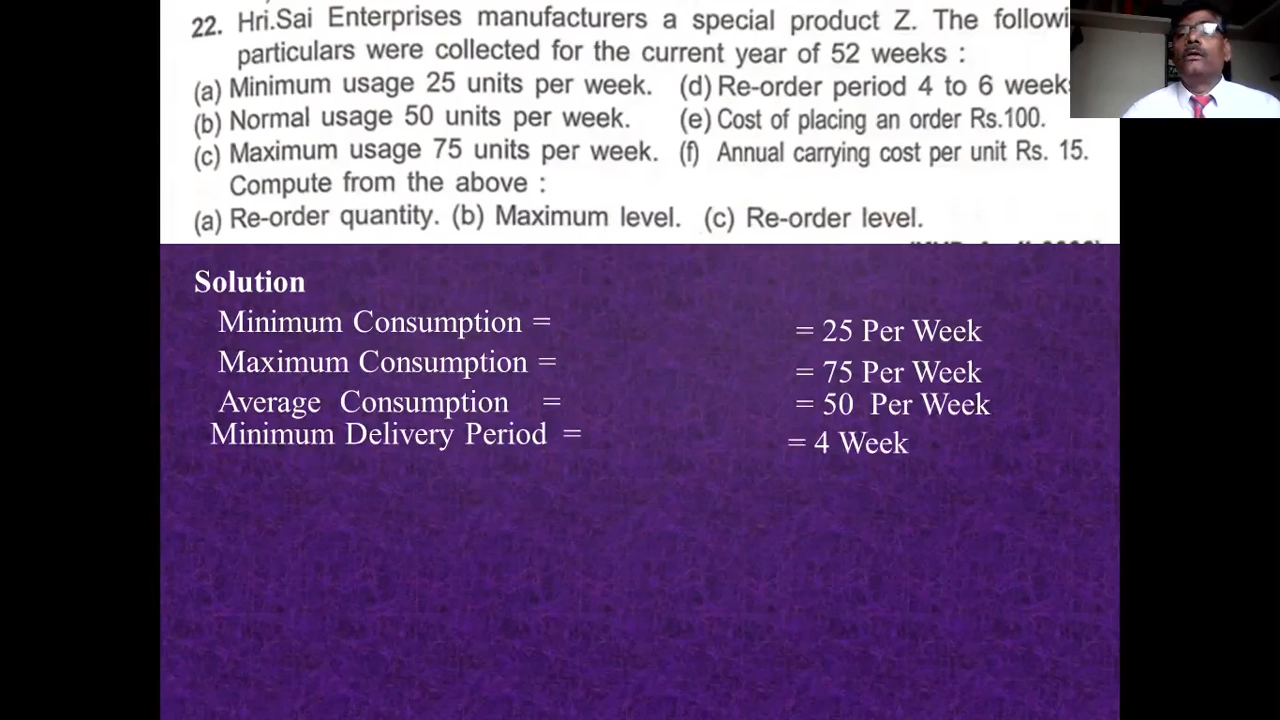 22. Hri.Sai Enterprises manufacturers a special product Z. The followi
particulars were collected for the current year of 52 weeks :
(a) Minimum usage 25 units per week. (d) Re-order period 4 to 6 week
(b) Normal usage 50 units per week. (e) Cost of placing an order Rs.100.
(c) Maximum usage 75 units per week. (f) Annual carrying cost per unit Rs. 15.
Compute from the above :
(a) Re-order quantity. (b) Maximum level. (c) Re-order level.
Solution
Minimum Consumption = = 25 Per Week
Maximum Consumption = = 75 Per Week
Average Consumption = = 50 Per Week
Minimum Delivery Period = = 4 Week